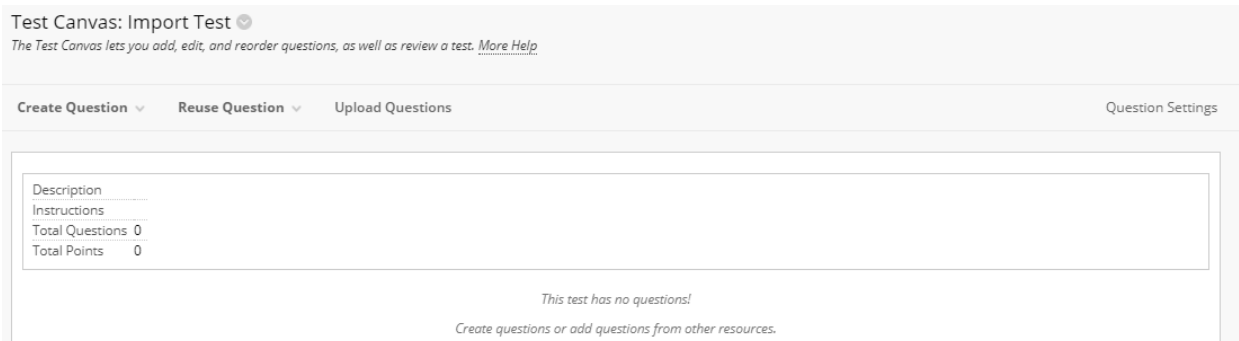 Test Canvas: Import Test
The Test Canvas lets you add, edit, and reorder questions, as well as review a test. More Help
Create Question Reuse Question Upload Questions Question Settings
Description
Instructions
Total Questions 0
Total Points 0
This test has no questions!
Create questions or add questions from other resources.